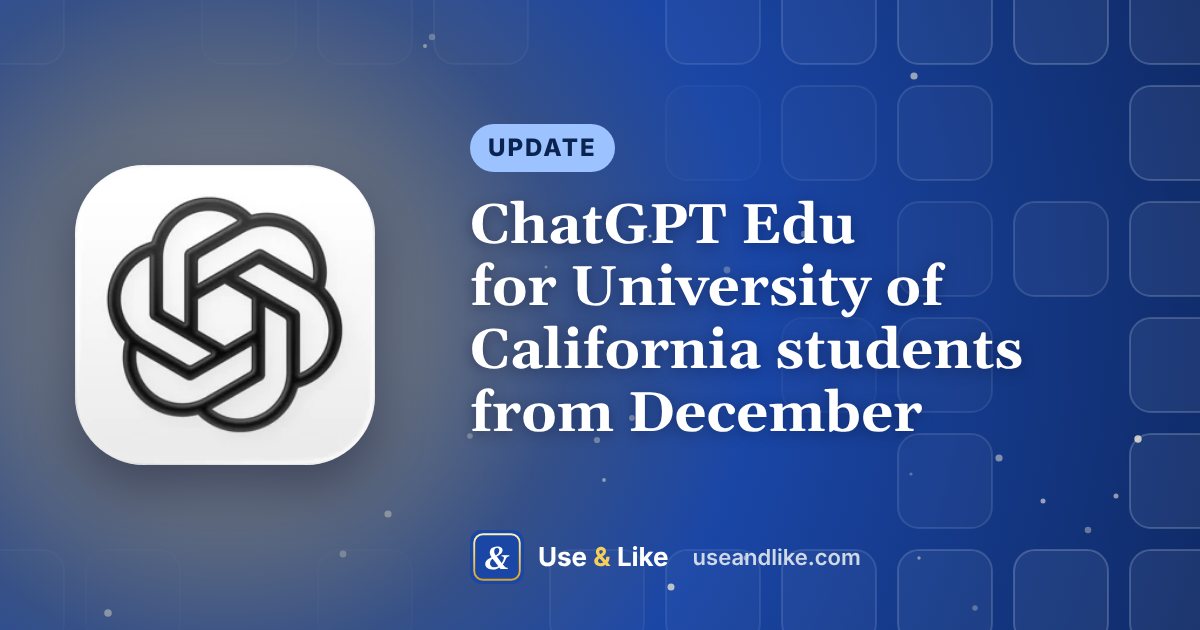 UPDATE
ChatGPT Edu
for University of
California students
from December
& Use & Like useandlike.com